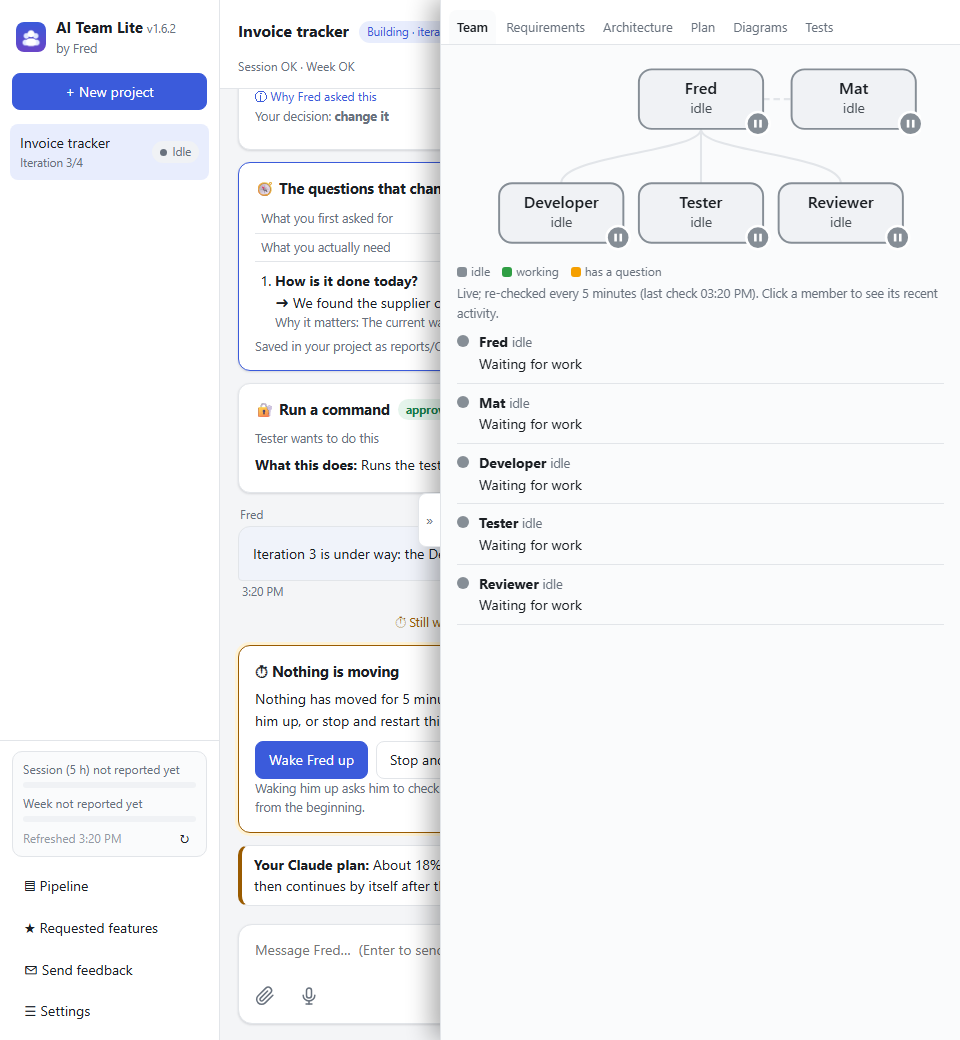 AI Team Lite v1.6.2
by Fred
+ New project
Invoice tracker
Iteration 3/4
Idle
Invoice tracker
Building · itera
Session OK · Week OK
Why Fred asked this
Your decision: change it
The questions that chan
What you first asked for
What you actually need
1. How is it done today?
➔ We found the supplier c
Why it matters: The current wa
Saved in your project as reports/
Run a command
approv
Tester wants to do this
What this does: Runs the test
Fred
Iteration 3 is under way: the De
3:20 PM
Still w
Nothing is moving
Nothing has moved for 5 minu
him up, or stop and restart thi
Wake Fred up
Stop and
Waking him up asks him to check
from the beginning.
Your Claude plan: About 18%
then continues by itself after th
Message Fred... (Enter to send
Session (5 h) not reported yet
Week not reported yet
Refreshed 3:20 PM
Pipeline
Requested features
Send feedback
Settings
»
Team
Requirements
Architecture
Plan
Diagrams
Tests
Fred
idle
Mat
idle
Developer
idle
Tester
idle
Reviewer
idle
idle
working
has a question
Live; re-checked every 5 minutes (last check 03:20 PM). Click a member to see its recent
activity.
Fred idle
Waiting for work
Mat idle
Waiting for work
Developer idle
Waiting for work
Tester idle
Waiting for work
Reviewer idle
Waiting for work